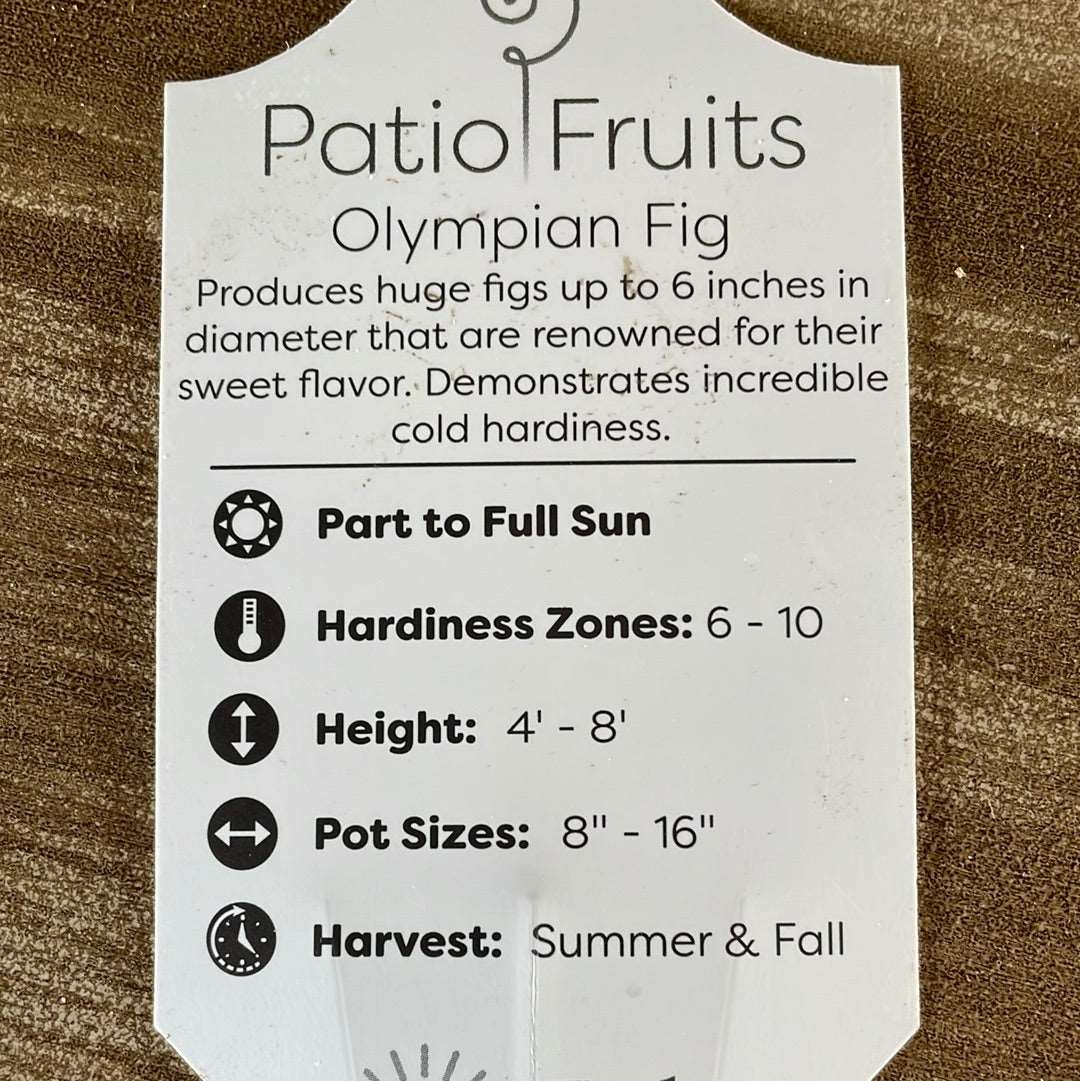 Patio Fruits
Olympian Fig
Produces huge figs up to 6 inches in
diameter that are renowned for their
sweet flavor. Demonstrates incredible
cold hardiness.
Part to Full Sun
Hardiness Zones: 6 - 10
Height: 4' - 8'
Pot Sizes: 8" - 16"
Harvest: Summer & Fall